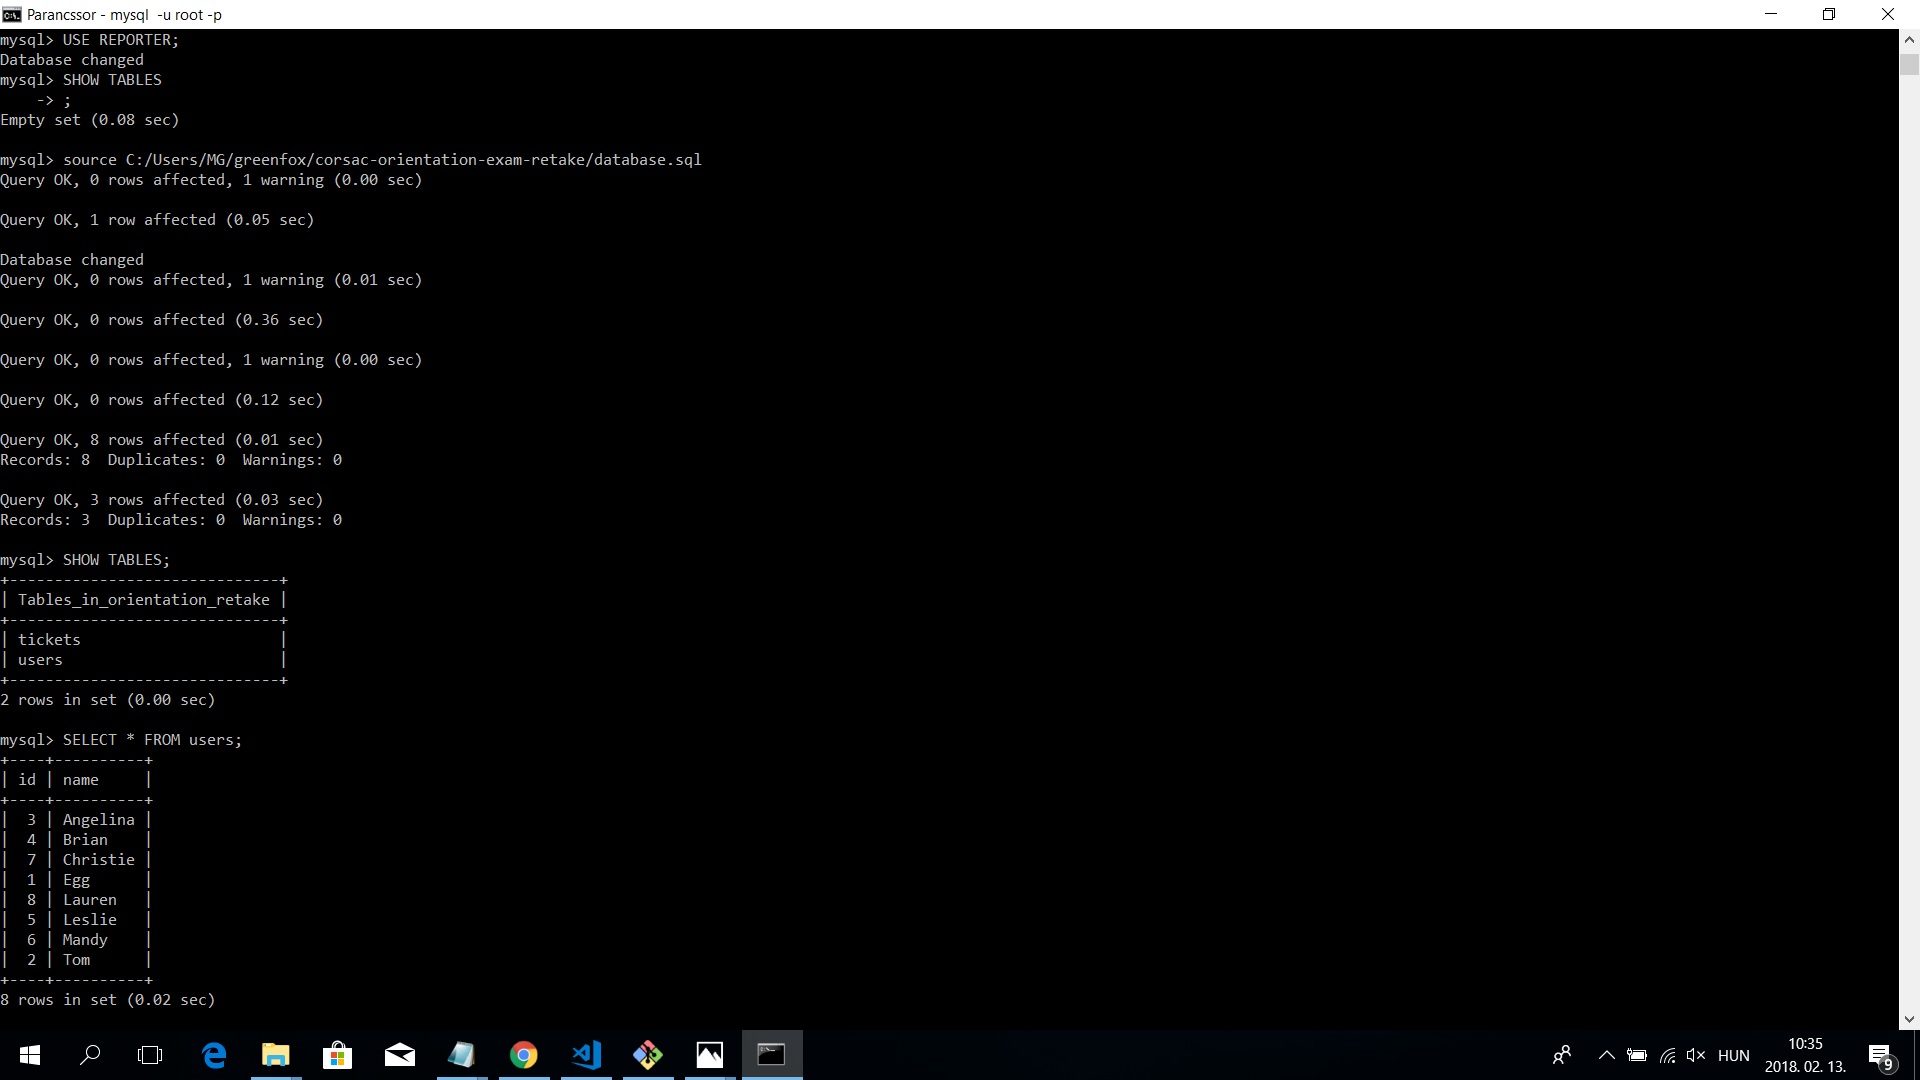 Parancssor - mysql  -u root -p
mysql> USE REPORTER;
Database changed
mysql> SHOW TABLES
    -> ;
Empty set (0.08 sec)
mysql> source C:/Users/MG/greenfox/corsac-orientation-exam-retake/database.sql
Query OK, 0 rows affected, 1 warning (0.00 sec)
Query OK, 1 row affected (0.05 sec)
Database changed
Query OK, 0 rows affected, 1 warning (0.01 sec)
Query OK, 0 rows affected (0.36 sec)
Query OK, 0 rows affected, 1 warning (0.00 sec)
Query OK, 0 rows affected (0.12 sec)
Query OK, 8 rows affected (0.01 sec)
Records: 8  Duplicates: 0  Warnings: 0
Query OK, 3 rows affected (0.03 sec)
Records: 3  Duplicates: 0  Warnings: 0
mysql> SHOW TABLES;
+------------------------------+
| Tables_in_orientation_retake |
+------------------------------+
| tickets                      |
| users                        |
+------------------------------+
2 rows in set (0.00 sec)
mysql> SELECT * FROM users;
+----+----------+
| id | name     |
+----+----------+
|  3 | Angelina |
|  4 | Brian    |
|  7 | Christie |
|  1 | Egg      |
|  8 | Lauren   |
|  5 | Leslie   |
|  6 | Mandy    |
|  2 | Tom      |
+----+----------+
8 rows in set (0.02 sec)
HUN
10:35
2018. 02. 13.
9